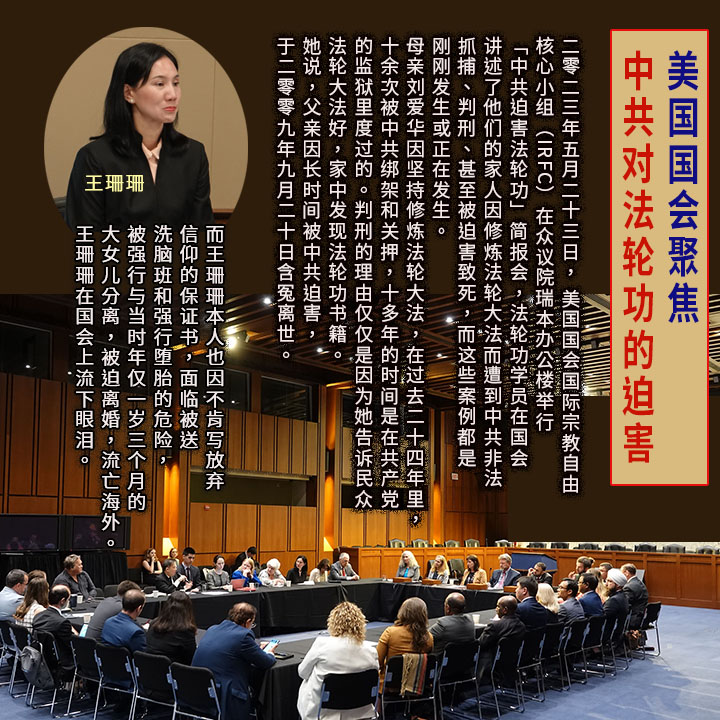 美国国会聚焦
中共对法轮功的迫害
二零二三年五月二十三日，美国国会国际宗教自由
核心小组（IRFC）在众议院瑞本办公楼举行
「中共迫害法轮功」简报会，法轮功学员在国会
讲述了他们的家人因修炼法轮大法而遭到中共非法
抓捕、判刑、甚至被迫害致死，而这些案例都是
刚刚发生或正在发生。
母亲刘爱华因坚持修炼法轮大法，在过去二十四年里，
十余次被中共绑架和关押，十多年的时间是在共产党
的监狱里度过的。判刑的理由仅仅是因为她告诉民众
法轮大法好，家中发现法轮功书籍。
她说，父亲因长时间被中共迫害，
于二零零九年九月二十日含冤离世。
王珊珊
而王珊珊本人也因不肯写放弃
信仰的保证书，面临被送
洗脑班和强行堕胎的危险，
被强行与当时年仅一岁三个月的
大女儿分离，被迫离婚，流亡海外。
王珊珊在国会上流下眼泪。